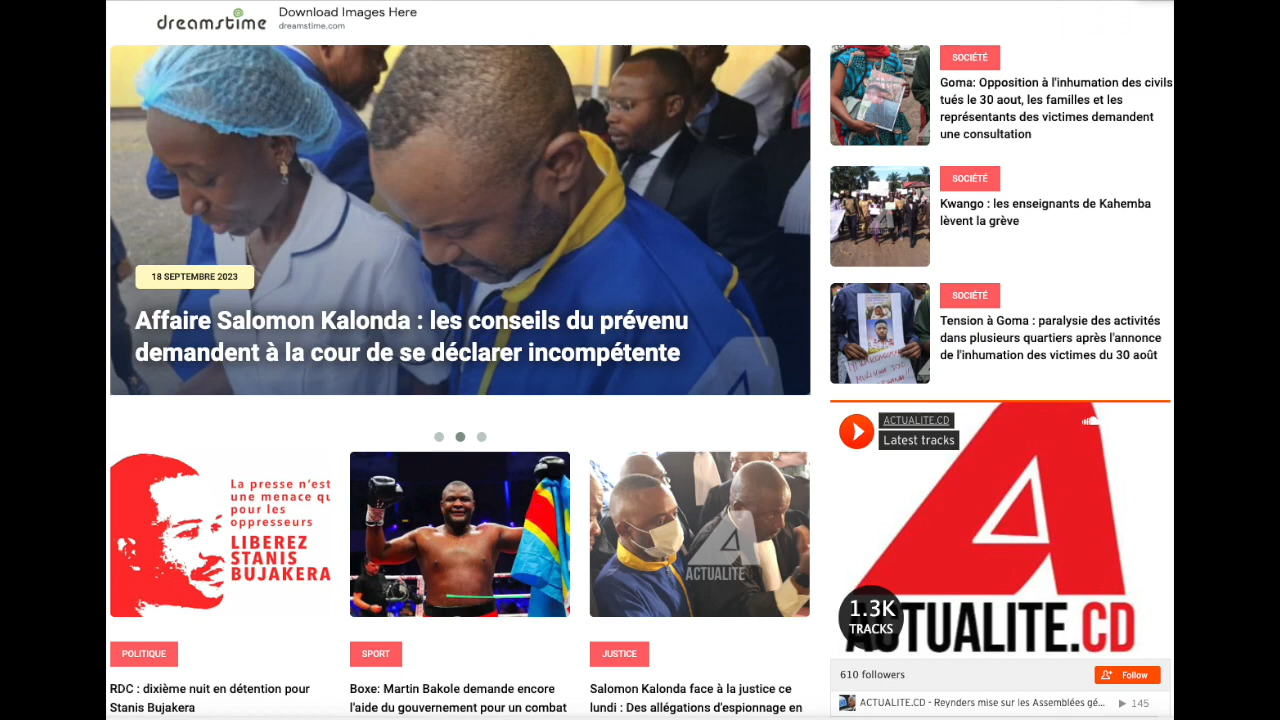 dreamstime
Download Images Here
dreamstime.com
18 SEPTEMBRE 2023
Affaire Salomon Kalonda : les conseils du prévenu
demandent à la cour de se déclarer incompétente
SOCIÉTÉ
Goma: Opposition à l'inhumation des civils
tués le 30 aout, les familles et les
représentants des victimes demandent
une consultation
SOCIÉTÉ
Kwango : les enseignants de Kahemba
lèvent la grève
SOCIÉTÉ
Tension à Goma : paralysie des activités
dans plusieurs quartiers après l'annonce
de l'inhumation des victimes du 30 août
La presse n'est
une menace qu
pour les
oppresseurs
LIBEREZ
STANIS
BUJAKERA
POLITIQUE
RDC : dixième nuit en détention pour
Stanis Bujakera
SPORT
Boxe: Martin Bakole demande encore
l'aide du gouvernement pour un combat
ACTUALITE
JUSTICE
Salomon Kalonda face à la justice ce
lundi : Des allégations d'espionnage en
ACTUALITE.CD
Latest tracks
1.3K
TRACKS
ACTUALITE.CD
610 followers
Follow
ACTUALITE.CD - Reynders mise sur les Assemblées gé...
145